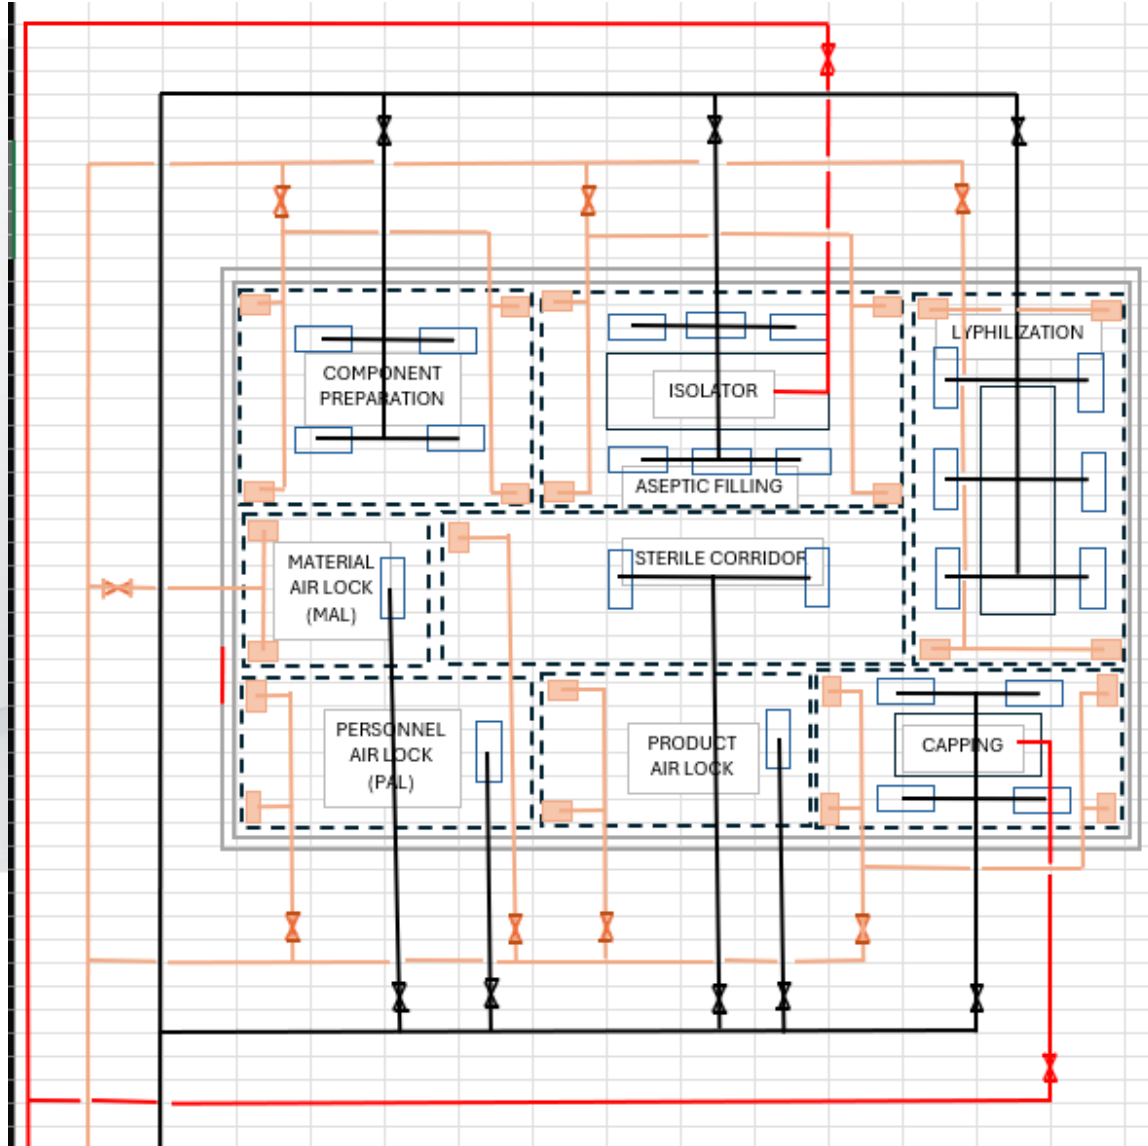 LYPHILIZATION
COMPONENT
PREPARATION
ISOLATOR
ASEPTIC FILLING
MATERIAL
AIR LOCK
(MAL)
STERILE CORRIDOR
PERSONNEL
AIR LOCK
(PAL)
PRODUCT
AIR LOCK
CAPPING